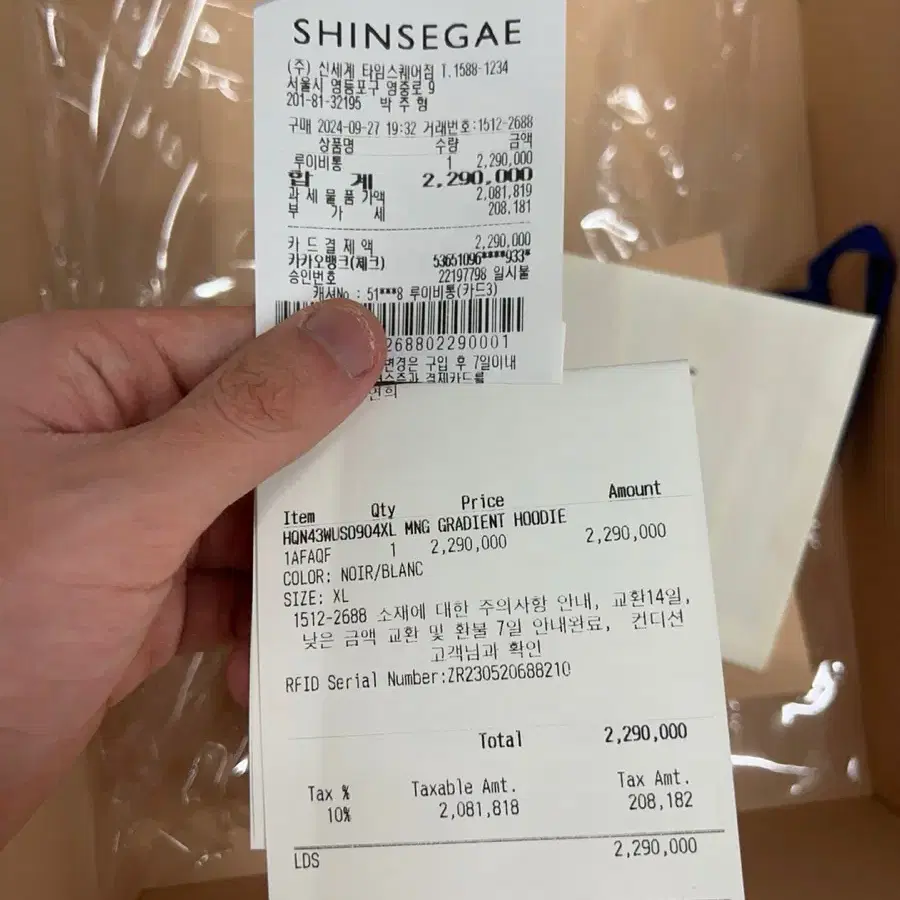 SHINSEGAE
(주) 신세계 타임스퀘어점 T.1588-1234
서울시 영등포구 영중로 9
201-81-32195 박주형
구매 2024-09-27 19:32 거래번호:1512-2688
상품명 수량 금액
루이비통 1 2,290,000
합 계 2,290,000
과세물품가액 2,081,819
부 가 세 208,181
카드결제액 2,290,000
카카오뱅크(체크) 53651096****933*
승인번호 22197798 일시불
캐셔No : 51***8 루이비통(카드3)
268802290001
변경은 구입 후 7일이내
결제카드를
Item Qty Price Amount
HQN43WUS0904XL MNG GRADIENT HOODIE
1AFAQF 1 2,290,000 2,290,000
COLOR: NOIR/BLANC
SIZE: XL
1512-2688 소재에 대한 주의사항 안내, 교환14일,
낮은 금액 교환 및 환불 7일 안내완료, 컨디션
고객님과 확인
RFID Serial Number:ZR230520688210
Total 2,290,000
Tax % Taxable Amt. Tax Amt.
10% 2,081,818 208,182
LDS 2,290,000